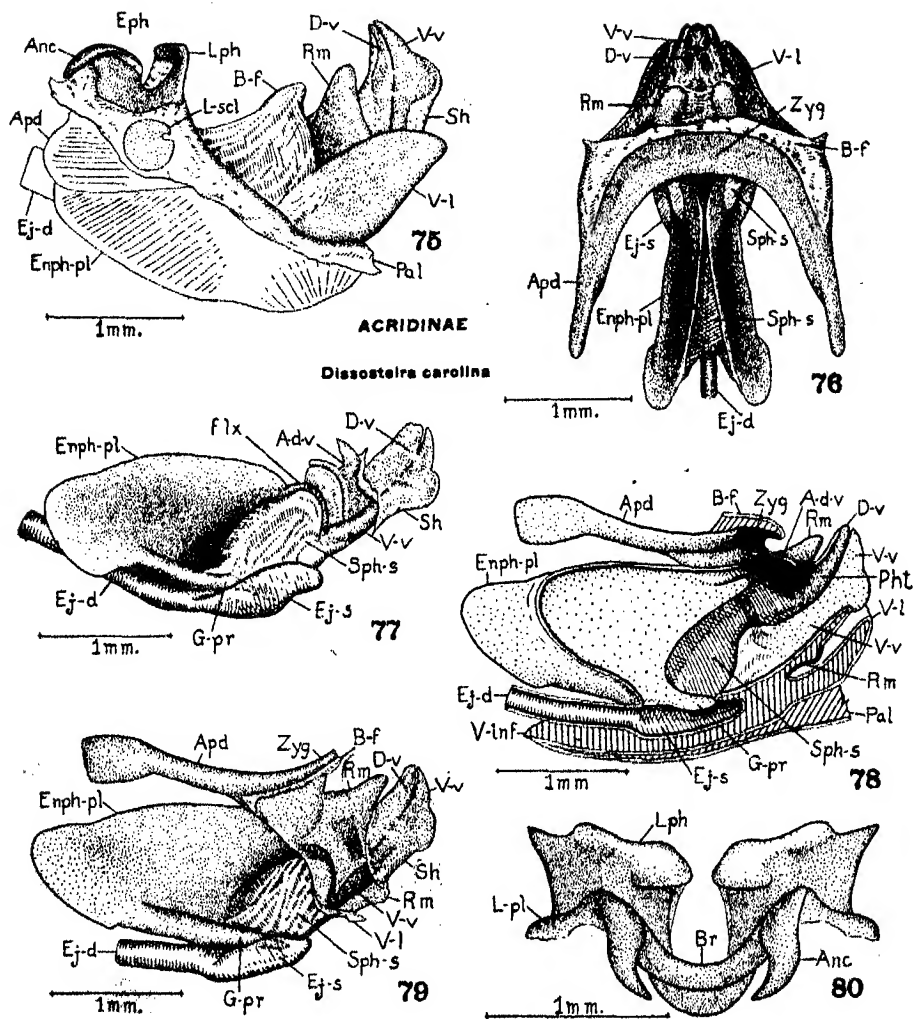 Eph
Anc
Lph
D-v
V-v
Rm
B-f
L-scl
Apd
Sh
V-l
Ej-d
Enph-pl
Pal
75
1mm.
V-v
D-v
V-l
Rm
Zyg
B-f
Ej-s
Sph-s
Apd
Enph-pl
Sph-s
76
1mm.
Ej-d
ACRIDINAE
Dissosteira carolina
Enph-pl
flx
A-d-v
D-v
Sh
V-v
Sph-s
Ej-d
Ej-s
G-pr
77
1mm.
Apd
B-f
Zyg
A-d-v
Rm
D-v
V-v
Pht
V-l
V-v
Rm
Pal
Enph-pl
Ej-d
V-Inf
G-pr
Sph-s
Ej-s
78
1mm
Apd
Zyg
B-f
Rm
D-v
V-v
Enph-pl
Sh
Rm
V-v
V-l
Sph-s
Ej-d
Ej-s
G-pr
79
1mm.
Lph
L-pl
Br
Anc
80
1mm.